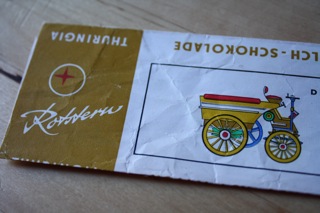 THURINGIA
Rotstern
LCH-SCHOKOLADE
D